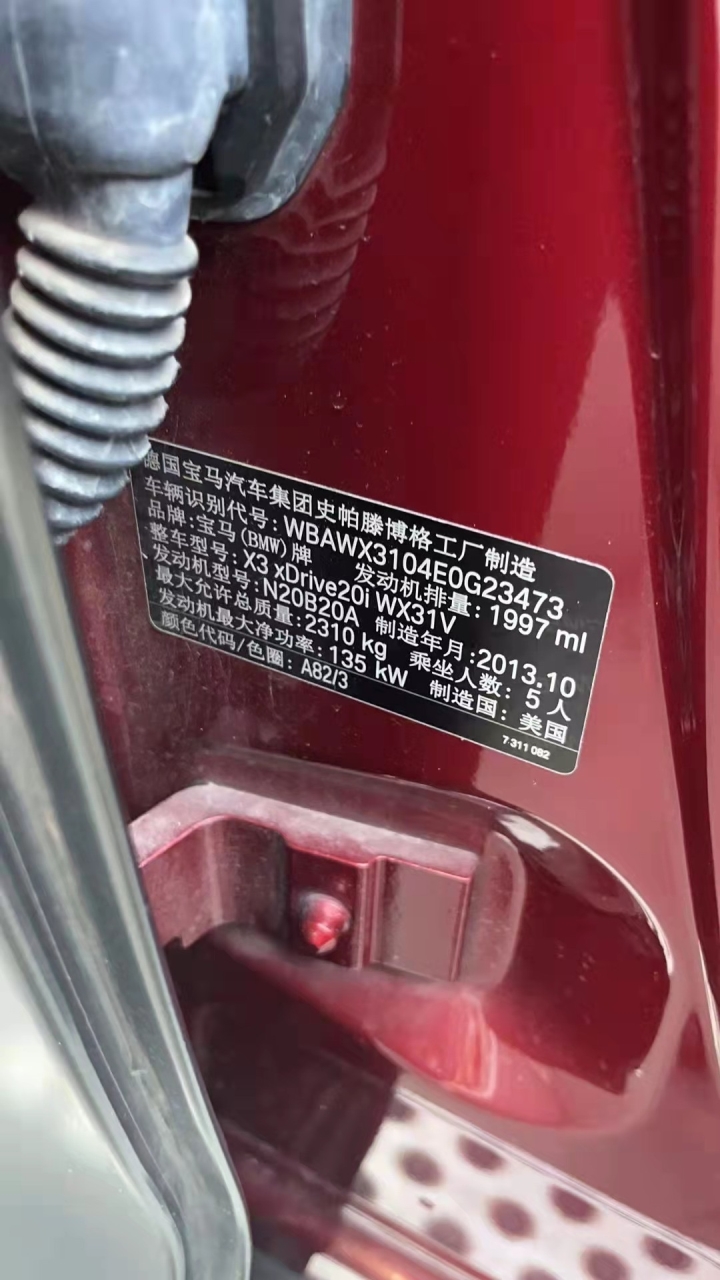 德国宝马汽车集团史帕滕博格工厂制造
车辆识别代号: WBAWX3104E0G23473
品牌:宝马(BMW)牌 发动机排量: 1997 ml
整车型号: X3 xDrive20i WX31V
发动机型号: N20B20A 制造年月:2013.10
最大允许总质量: 2310 kg 乘坐人数: 5 人
发动机最大净功率: 135 kW 制造国: 美国
颜色代码/色圈: A82/3
7 311 082